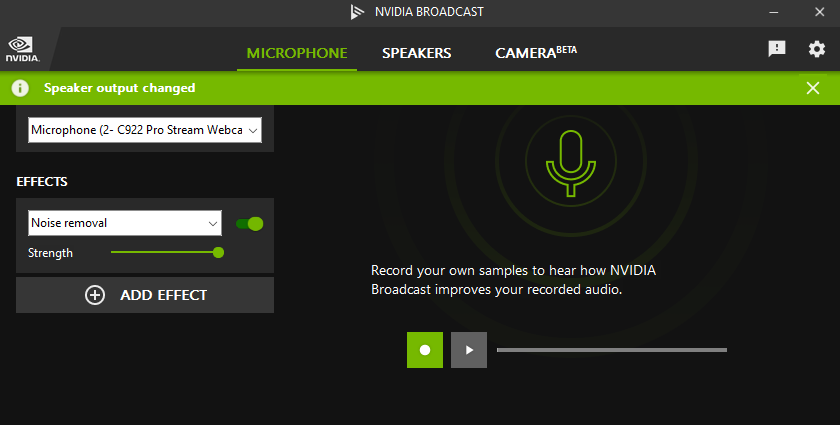 NVIDIA BROADCAST
NVIDIA.
MICROPHONE
SPEAKERS
CAMERA BETA
Speaker output changed
Microphone (2- C922 Pro Stream Webca
EFFECTS
Noise removal
Strength
ADD EFFECT
Record your own samples to hear how NVIDIA
Broadcast improves your recorded audio.